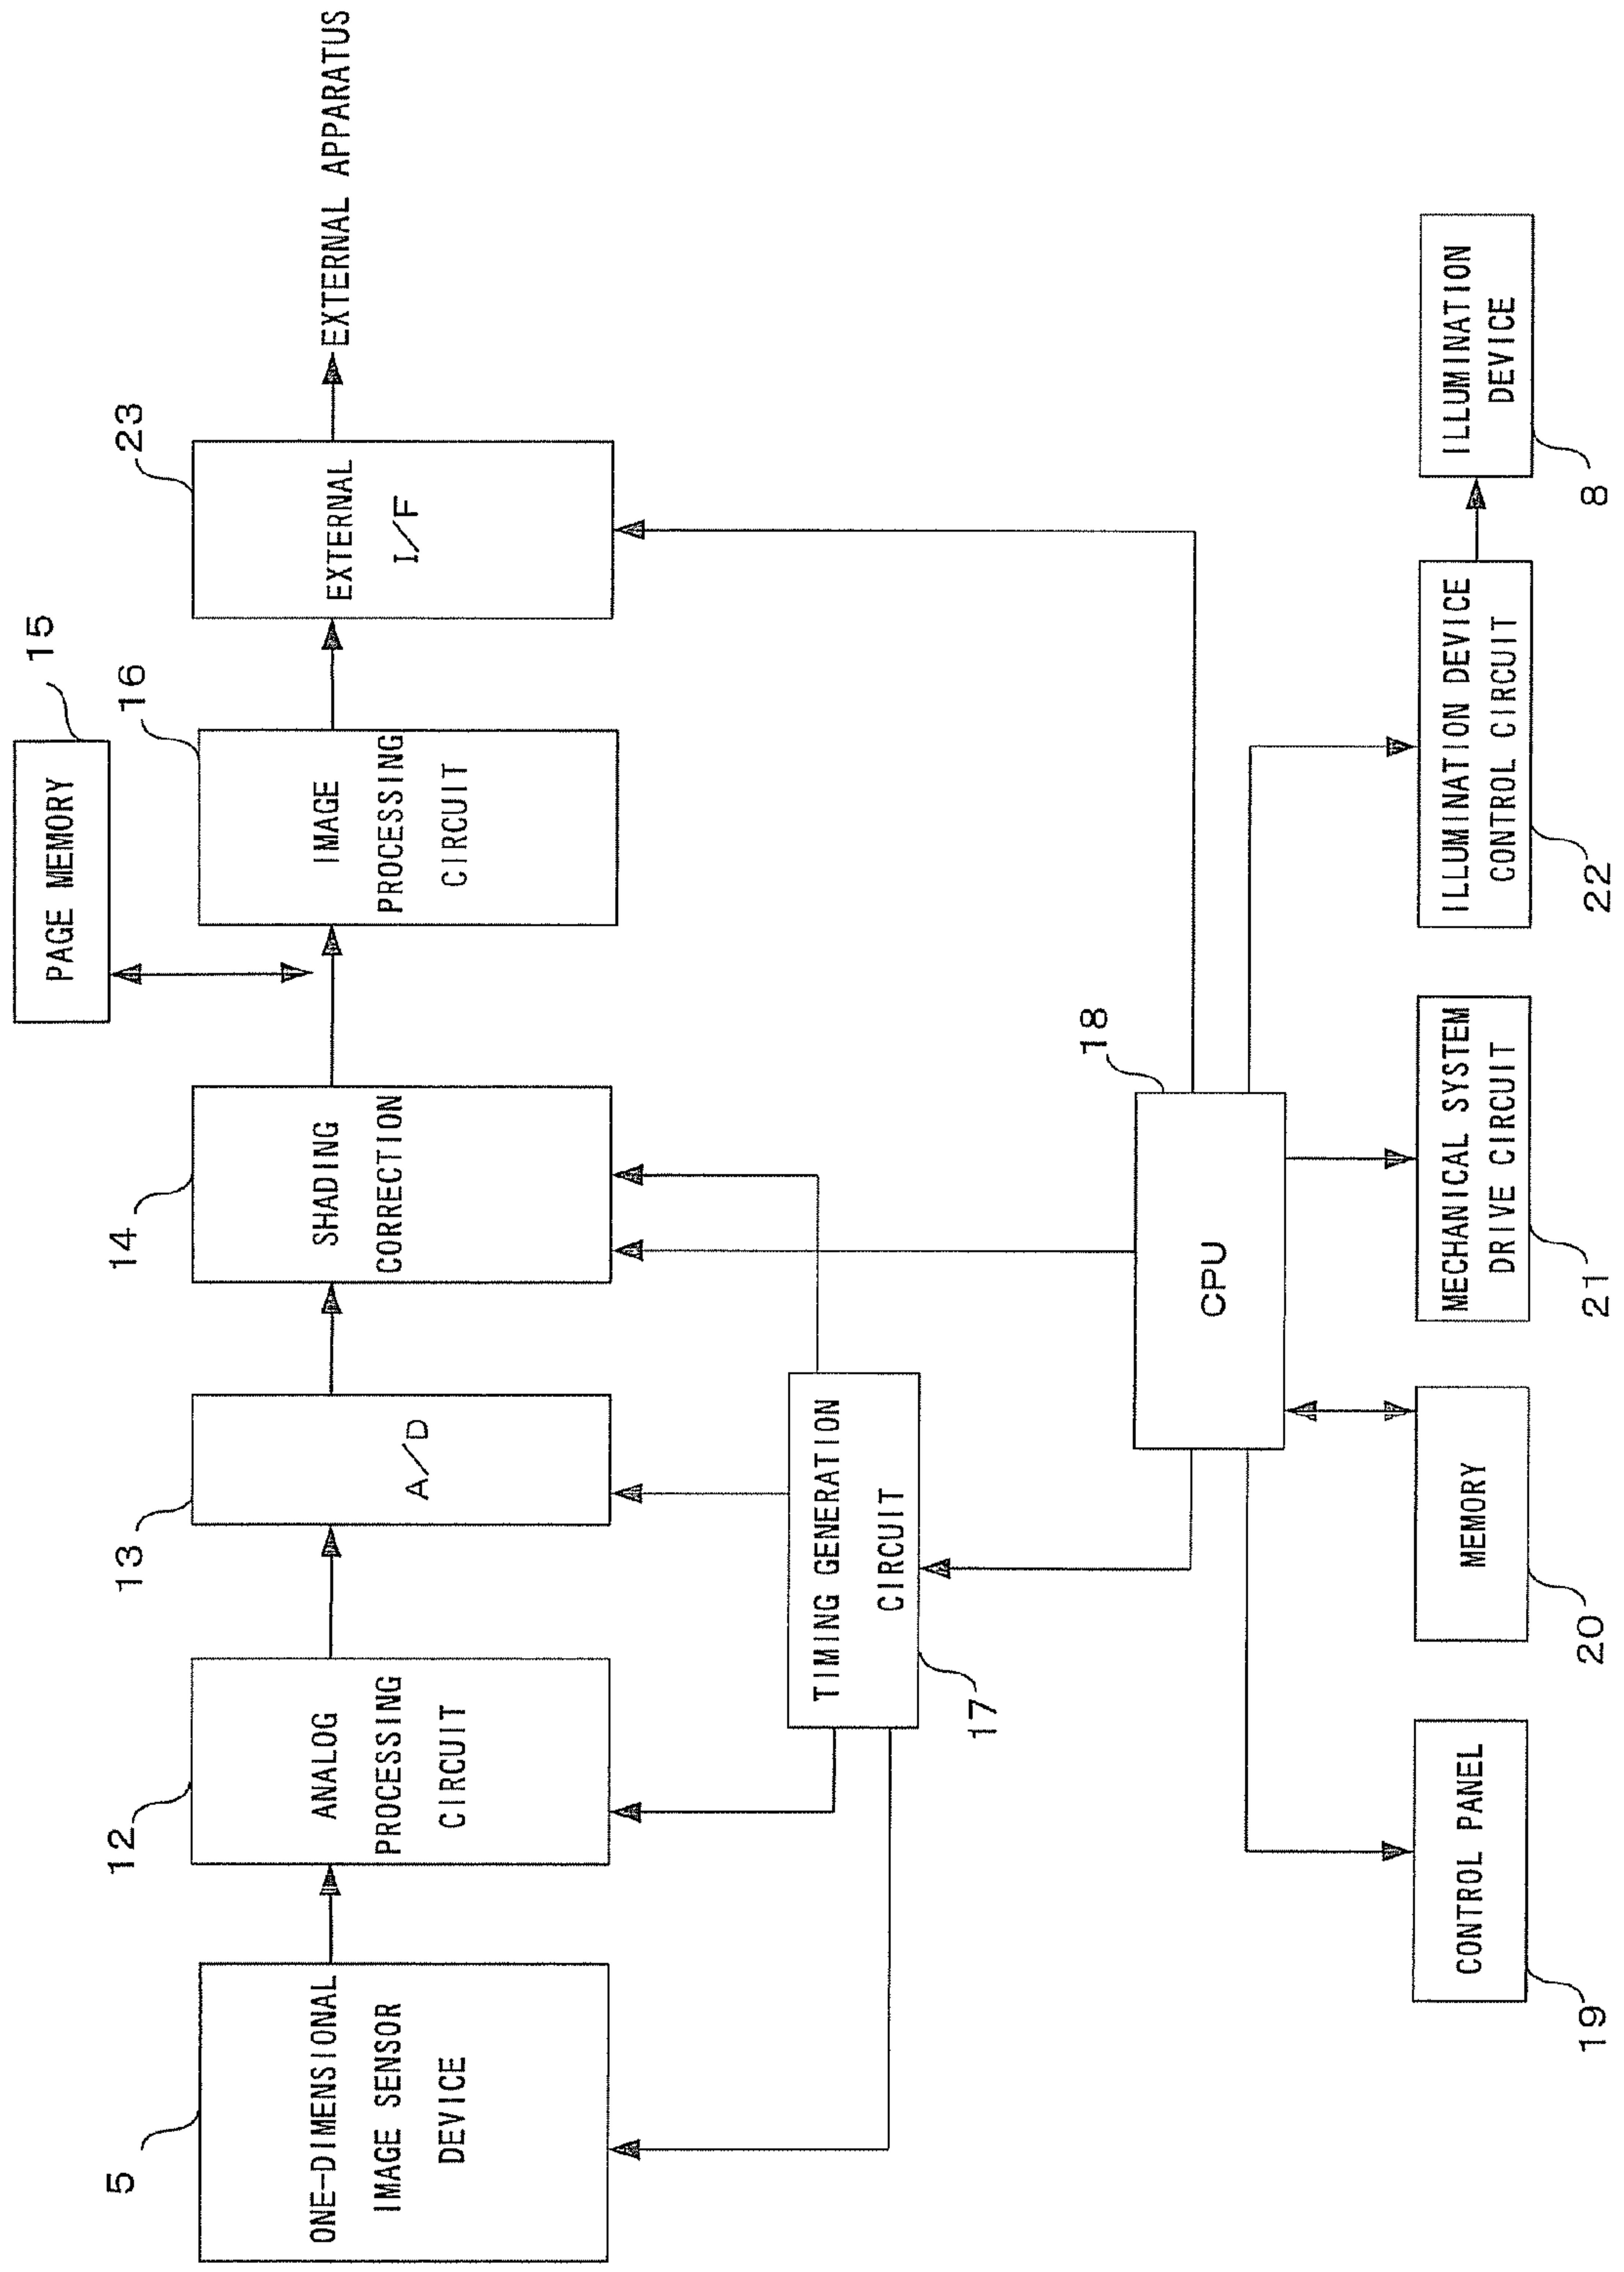 15
PAGE MEMORY
5
ONE-DIMENSIONAL
IMAGE SENSOR
DEVICE
12
ANALOG
PROCESSING
CIRCUIT
13
A/D
14
SHADING
CORRECTION
16
IMAGE
PROCESSING
CIRCUIT
23
EXTERNAL
I/F
EXTERNAL APPARATUS
TIMING GENERATION
CIRCUIT
17
18
CPU
CONTROL PANEL
19
MEMORY
20
MECHANICAL SYSTEM
DRIVE CIRCUIT
21
ILLUMINATION DEVICE
CONTROL CIRCUIT
22
ILLUMINATION
DEVICE
8